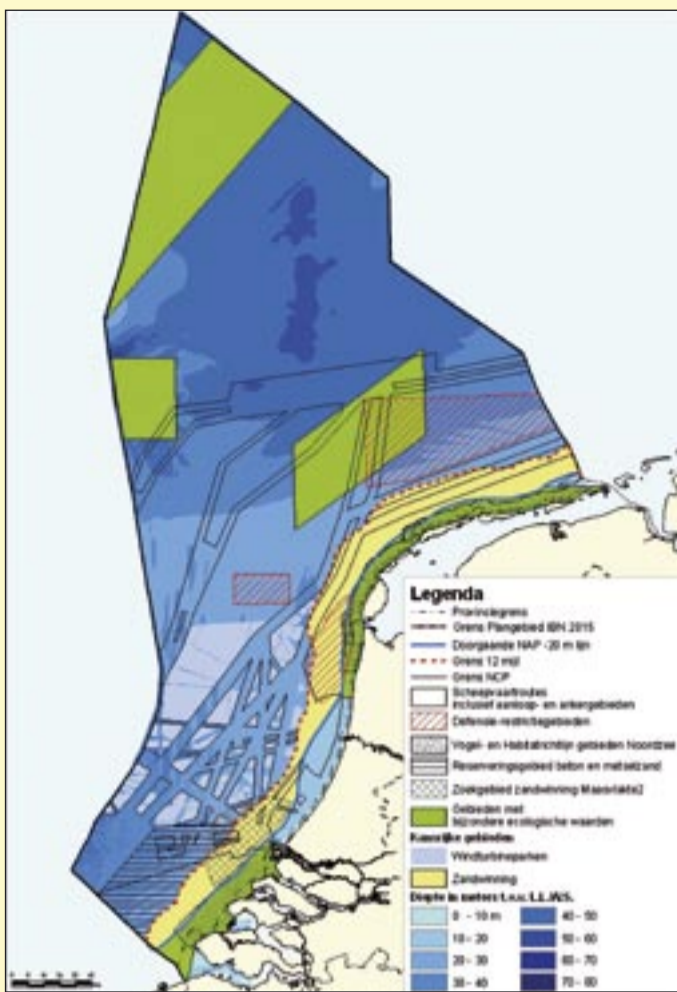 Legenda
Provinciegrens
Grens Plangebied IBN 2015
Doorgaande NAP -20 m lijn
Grens 12 mijl
Grens NCP
Scheepvaartroutes
inclusief aanloop- en ankergebieden
Defensie-restrictiegebieden
Vogel- en Habitatrichtlijn gebieden Noordzee
Reserveringsgebied beton en metselzand
Zoekgebied zandwinning Maasvlakte2
Gebieden met
bijzondere ecologische waarden
Kansrijke gebieden
Windturbineparken
Zandwinning
Diepte in meters t.o.v. L.L.W.S.
0 - 10 m
10 - 20
20 - 30
30 - 40
40 - 50
50 - 60
60 - 70
70 - 80